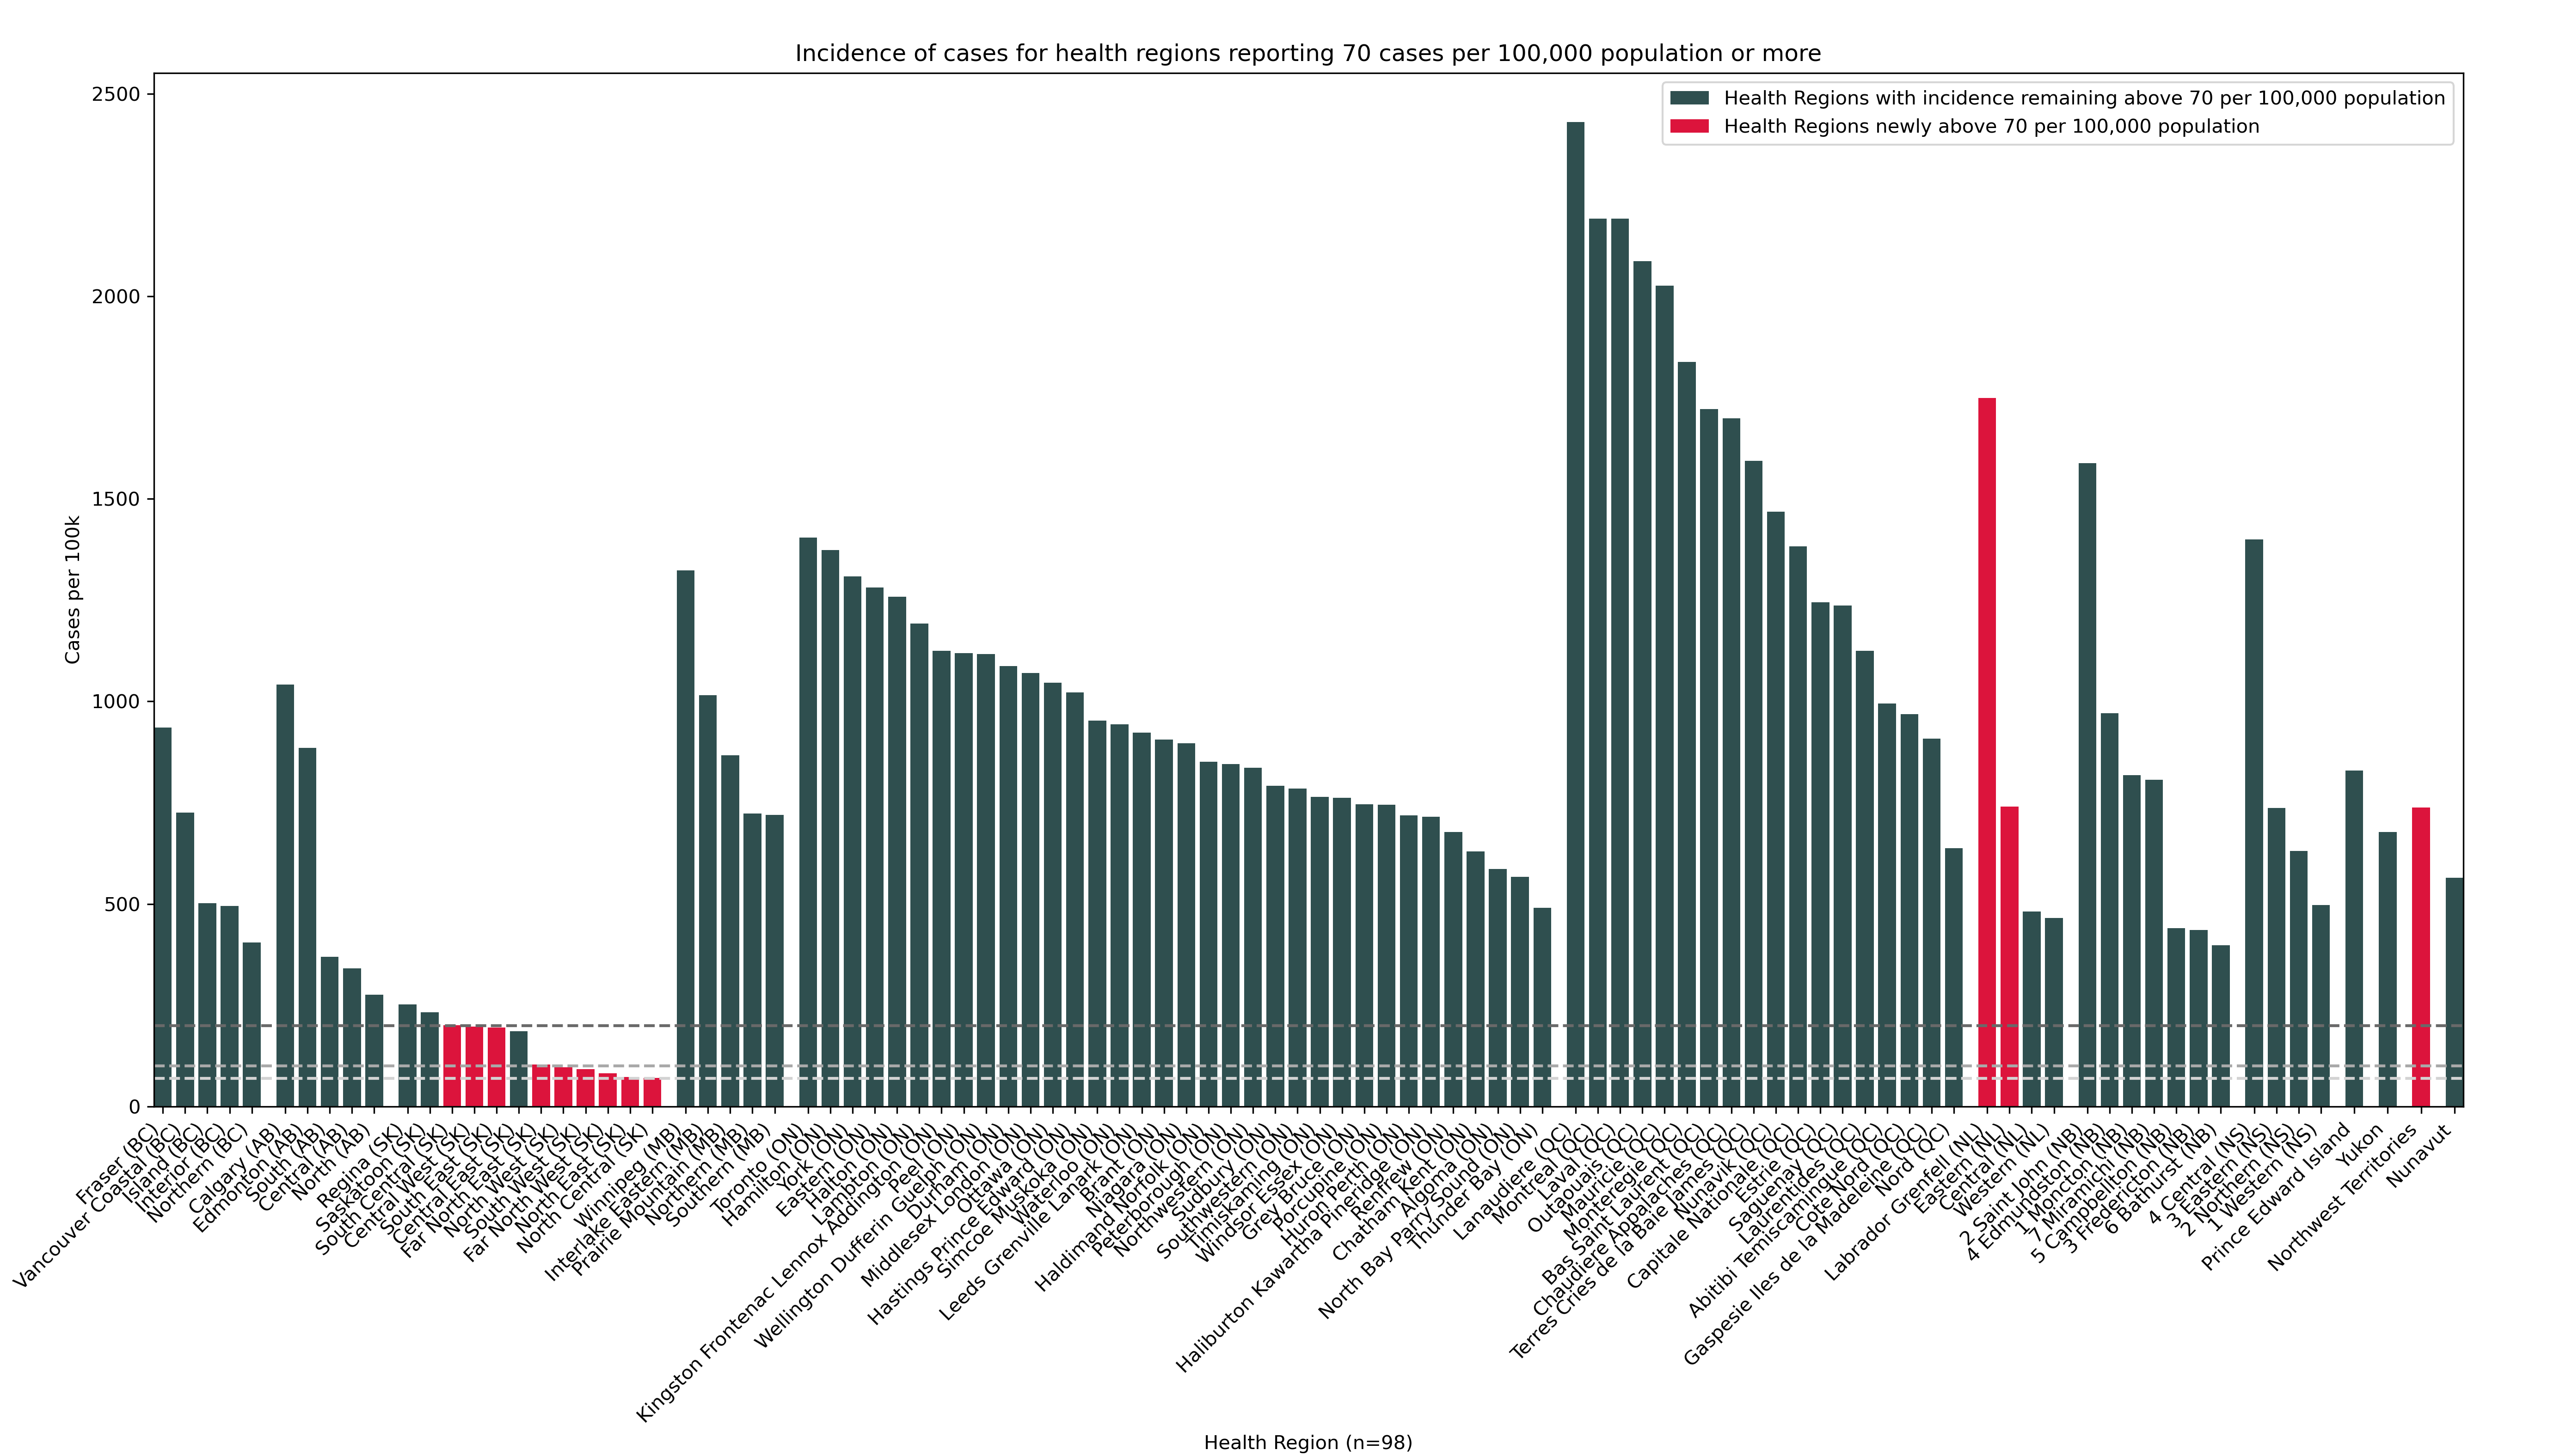 Incidence of cases for health regions reporting 70 cases per 100,000 population or more
Health Regions with incidence remaining above 70 per 100,000 population
Health Regions newly above 70 per 100,000 population
Cases per 100k
2500
2000
1500
1000
500
0
Fraser (BC)
Vancouver Coastal (BC)
Island (BC)
Interior (BC)
Northern (BC)
Calgary (AB)
Edmonton (AB)
South (AB)
Central (AB)
North (AB)
Regina (SK)
Saskatoon (SK)
South Central (SK)
Central West (SK)
South East (SK)
Central East (SK)
Far North East (SK)
North West (SK)
South West (SK)
Far North West (SK)
North East (SK)
North Central (SK)
Winnipeg (MB)
Interlake Eastern (MB)
Prairie Mountain (MB)
Northern (MB)
Southern (MB)
Toronto (ON)
Hamilton (ON)
York (ON)
Eastern (ON)
Halton (ON)
Lampton (ON)
Kingston Frontenac Lennox Addington (ON)
Peel (ON)
Wellington Dufferin Guelph (ON)
Durham (ON)
Middlesex London (ON)
Ottawa (ON)
Hastings Prince Edward (ON)
Simcoe Muskoka (ON)
Waterloo (ON)
Leeds Grenville Lanark (ON)
Brant (ON)
Niagara (ON)
Haldimand Norfolk (ON)
Peterborough (ON)
Northwestern (ON)
Sudbury (ON)
Southwestern (ON)
Timiskaming (ON)
Windsor Essex (ON)
Grey Bruce (ON)
Porcupine (ON)
Huron Perth (ON)
Haliburton Kawartha Pineridge (ON)
Renfrew (ON)
Chatham Kent (ON)
Algoma (ON)
North Bay Parry Sound (ON)
Thunder Bay (ON)
Lanaudiere (QC)
Montreal (QC)
Laval (QC)
Outaouais (QC)
Mauricie (QC)
Monteregie (QC)
Bas Saint Laurent (QC)
Chaudiere Appalaches (QC)
Terres Cries de la Baie James (QC)
Nunavik (QC)
Capitale Nationale (QC)
Estrie (QC)
Saguenay (QC)
Laurentides (QC)
Abitibi Temiscamingue (QC)
Cote Nord (QC)
Gaspesie Iles de la Madeleine (QC)
Nord (QC)
Labrador Grenfell (NL)
Eastern (NL)
Central (NL)
Western (NL)
2 Saint John (NB)
4 Edmundston (NB)
1 Moncton (NB)
7 Miramichi (NB)
5 Campbellton (NB)
3 Fredericton (NB)
6 Bathurst (NB)
4 Central (NS)
3 Eastern (NS)
2 Northern (NS)
1 Western (NS)
Prince Edward Island
Yukon
Northwest Territories
Nunavut
Health Region (n=98)